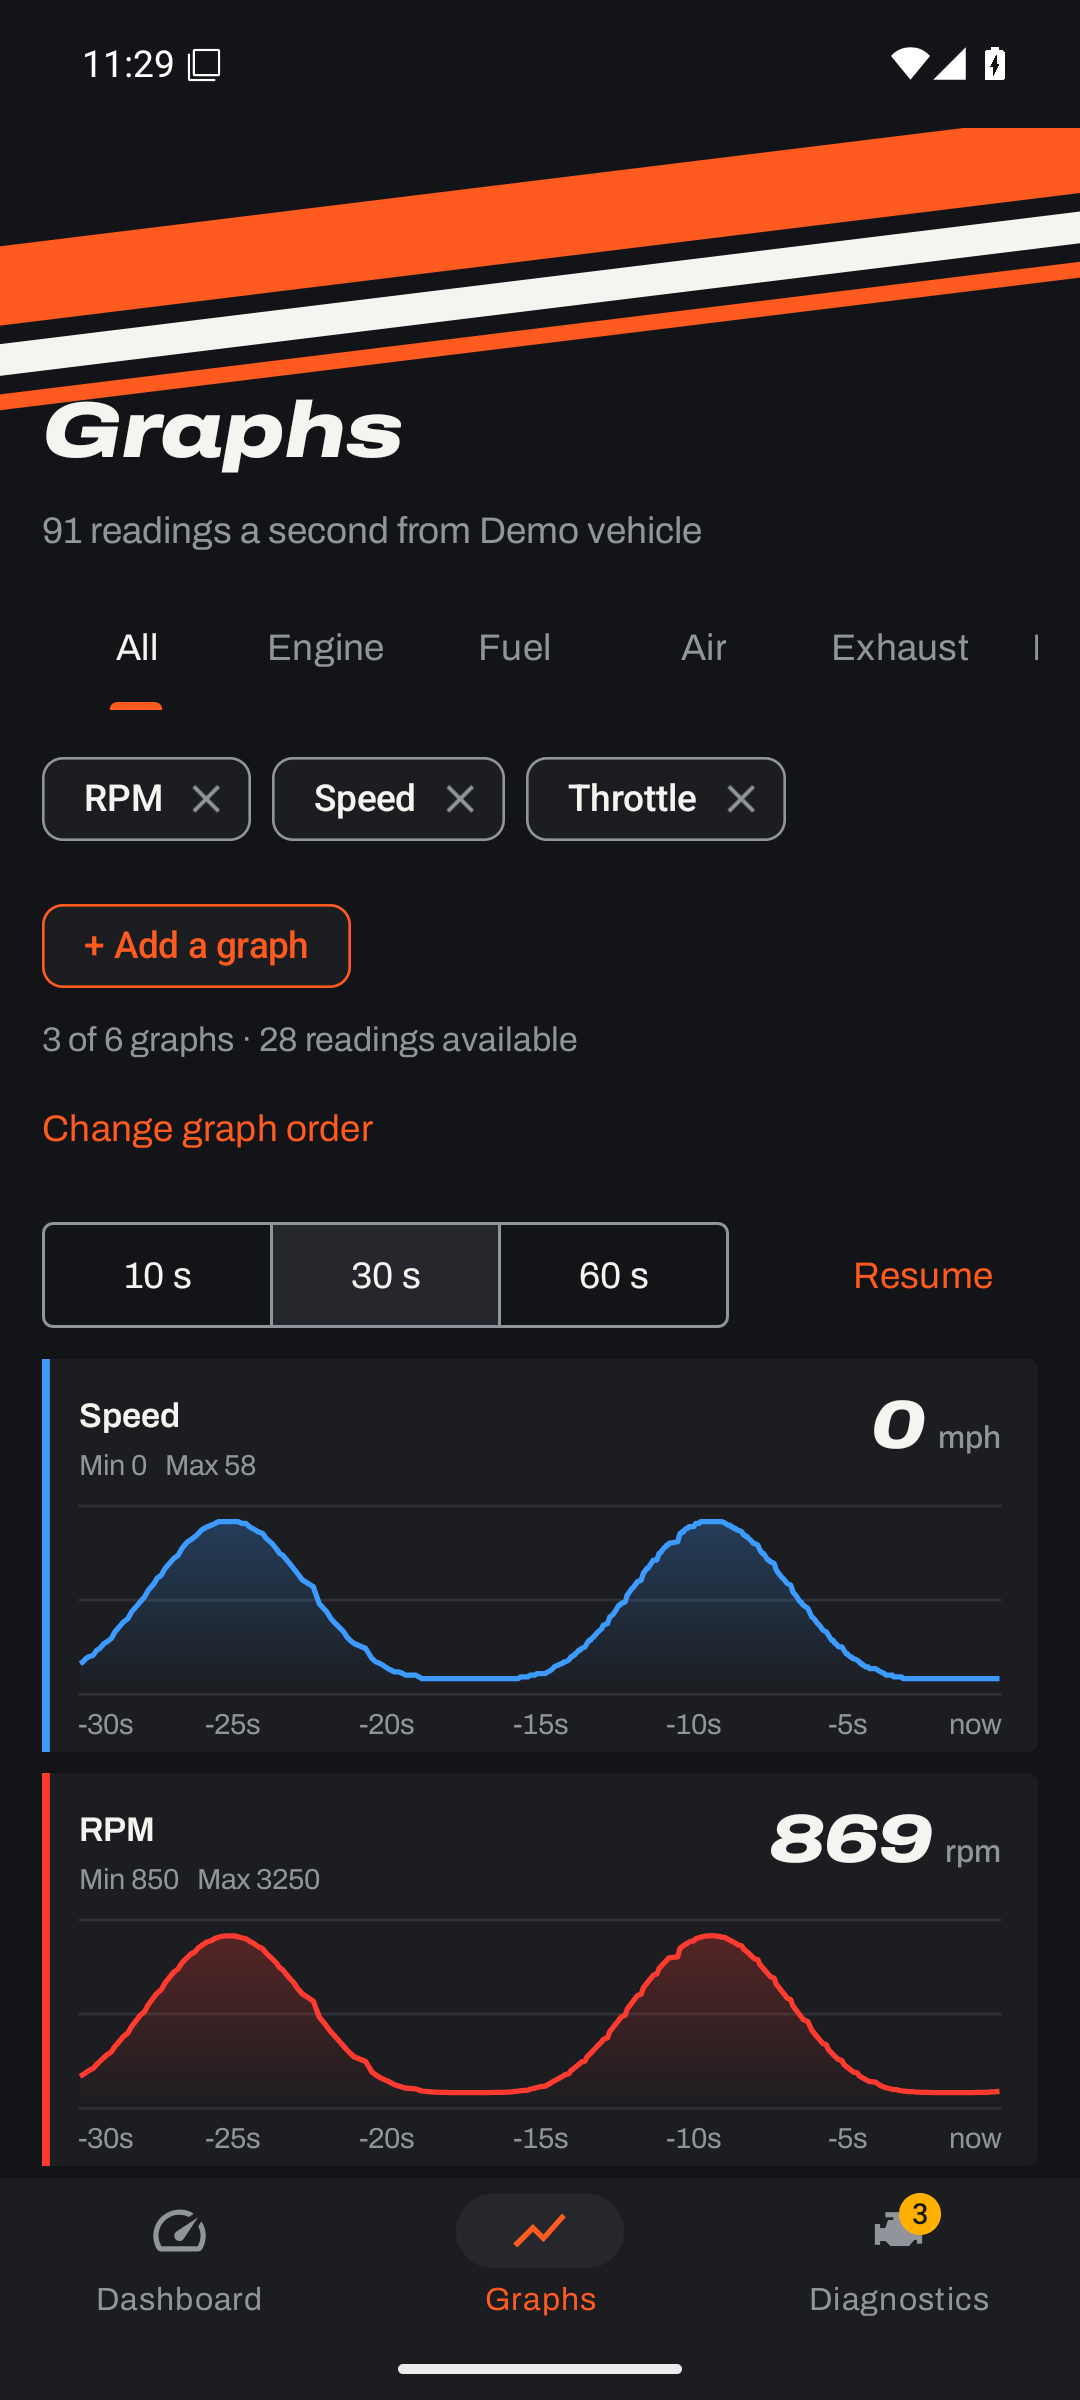 11:29
Graphs
91 readings a second from Demo vehicle
All Engine Fuel Air Exhaust
RPM Speed Throttle
+ Add a graph
3 of 6 graphs · 28 readings available
Change graph order
10 s 30 s 60 s Resume
Speed 0 mph
Min 0 Max 58
-30s -25s -20s -15s -10s -5s now
RPM 869 rpm
Min 850 Max 3250
-30s -25s -20s -15s -10s -5s now
3
Dashboard Graphs Diagnostics